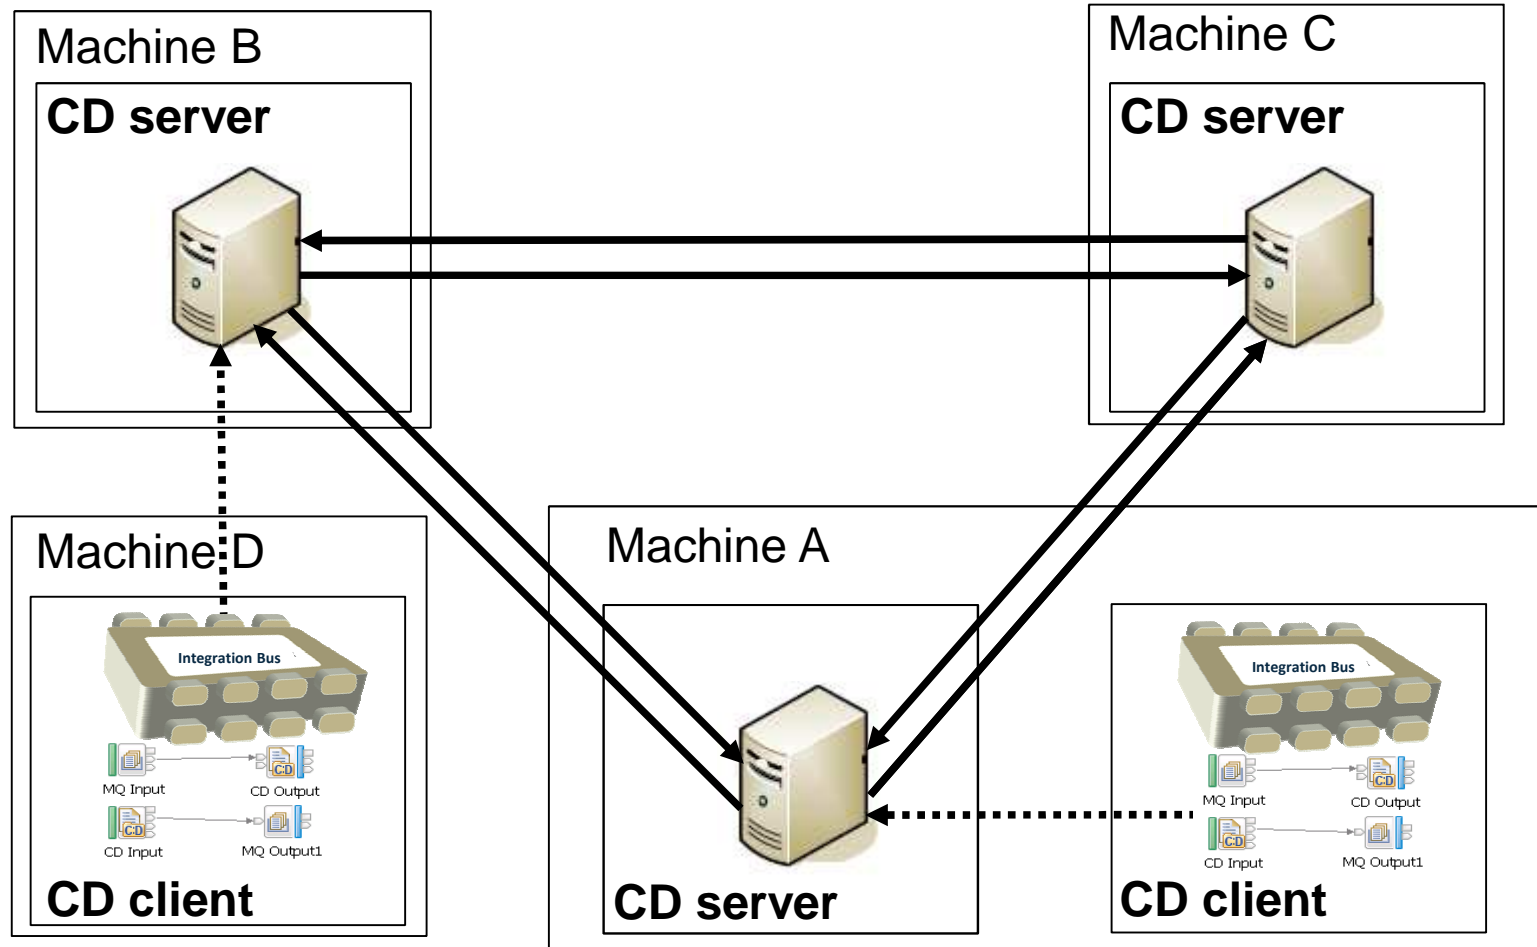 Machine B
CD server
Machine C
CD server
Machine D
Integration Bus
MQ Input
CD Output
C:D
CD Input
MQ Output1
C:D
CD client
Machine A
CD server
Integration Bus
MQ Input
CD Output
C:D
CD Input
MQ Output1
C:D
CD client